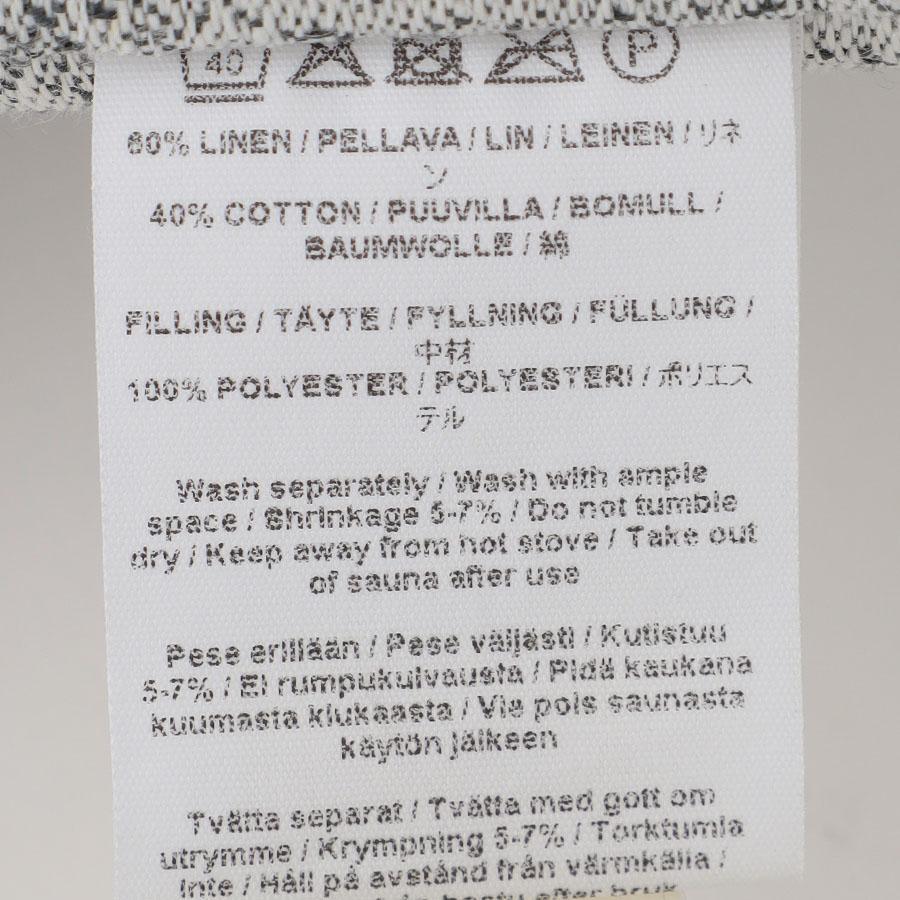 40 P
60% LINEN / PELLAVA / LIN / LEINEN / リネ
ン
40% COTTON / PUUVILLA / BOMULL /
BAUMWOLLE / 綿
FILLING / TÄYTE / FYLLNING / FÜLLUNG /
中材
100% POLYESTER / POLYESTERI / ポリエス
テル
Wash separately / Wash with ample
space / Shrinkage 5-7% / Do not tumble
dry / Keep away from hot stove / Take out
of sauna after use
Pese erillään / Pese väljästi / Kutistuu
5-7% / Ei rumpukuivausta / Pidä kaukana
kuumasta kiukaasta / Vie pois saunasta
käytön jälkeen
Tvätta separat / Tvätta med gott om
utrymme / Krympning 5-7% / Torktumla
inte / Håll på avstånd från värmkälla /
bastu efter bruk